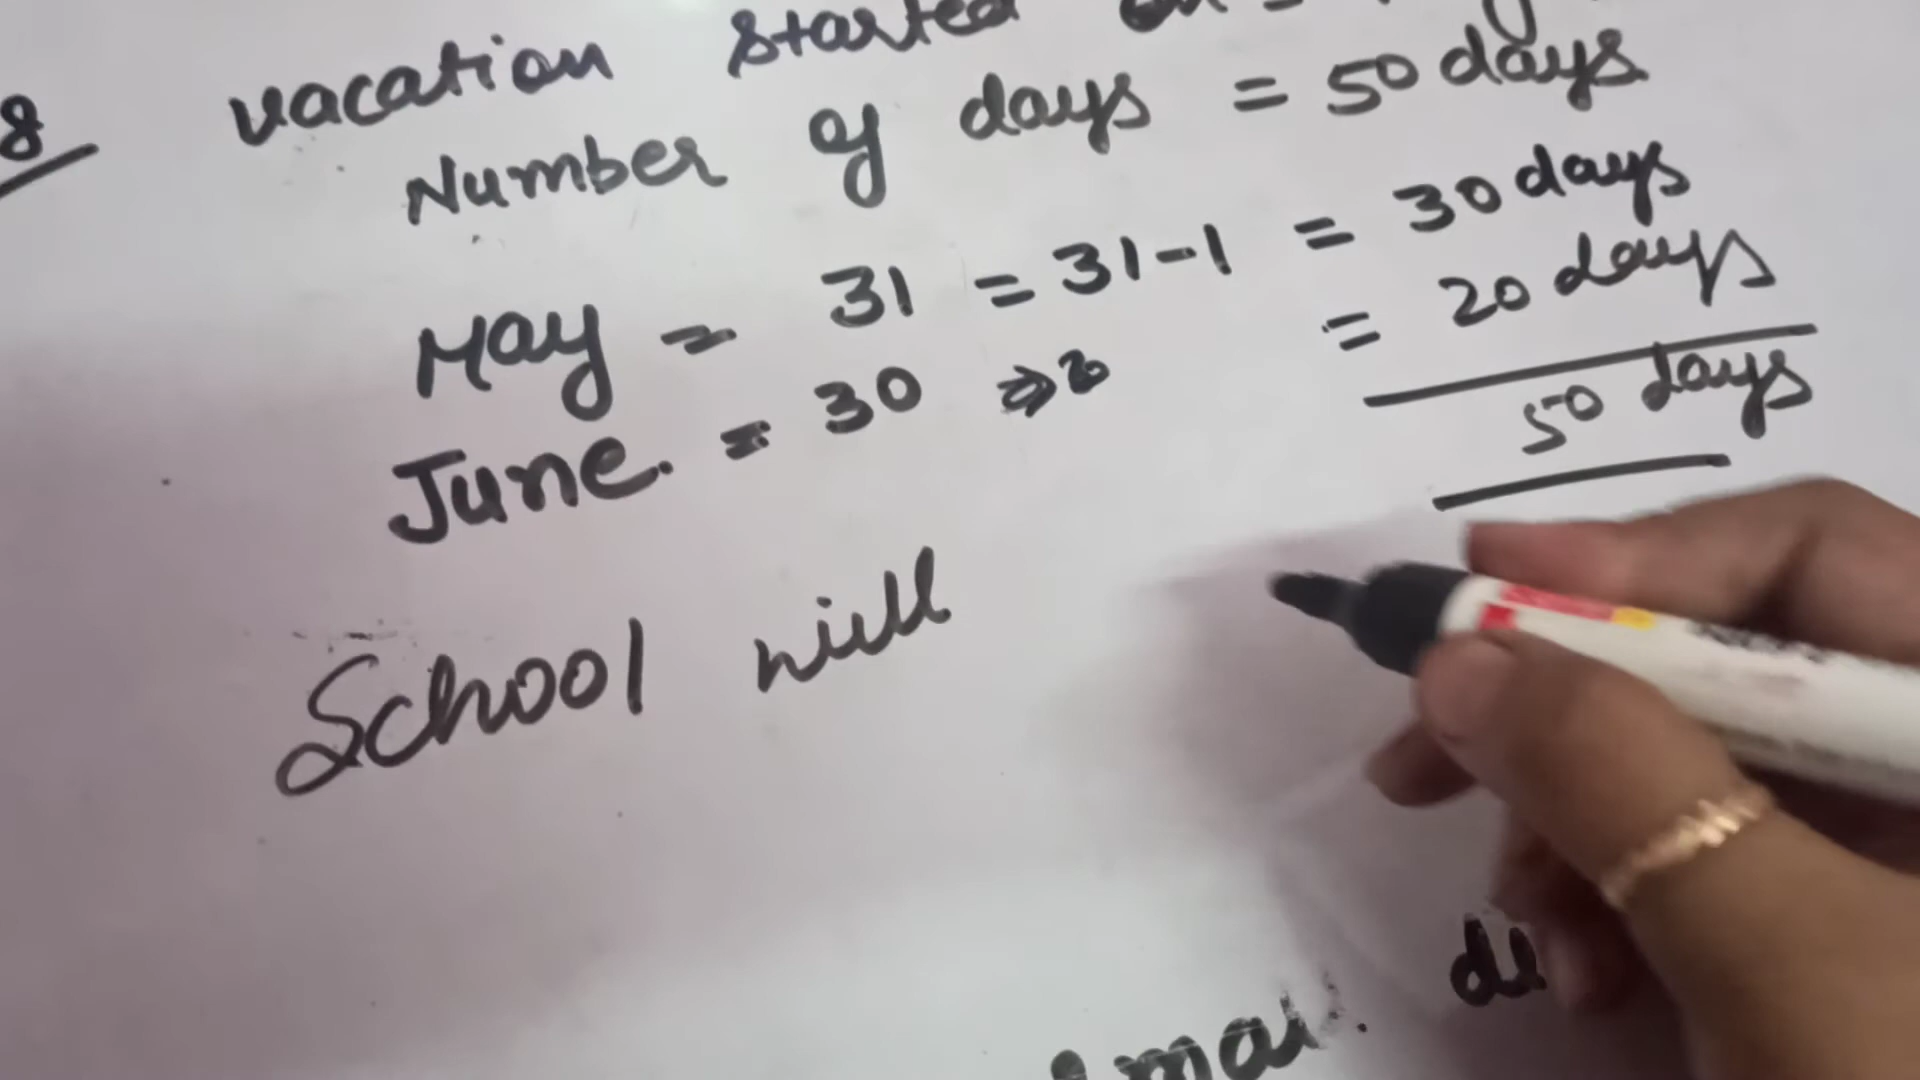 8 vacation started
Number of days = 50 days
May = 31 = 31-1 = 30 days
June. = 30 ⇒ 20 = 20 days
50 days
School will